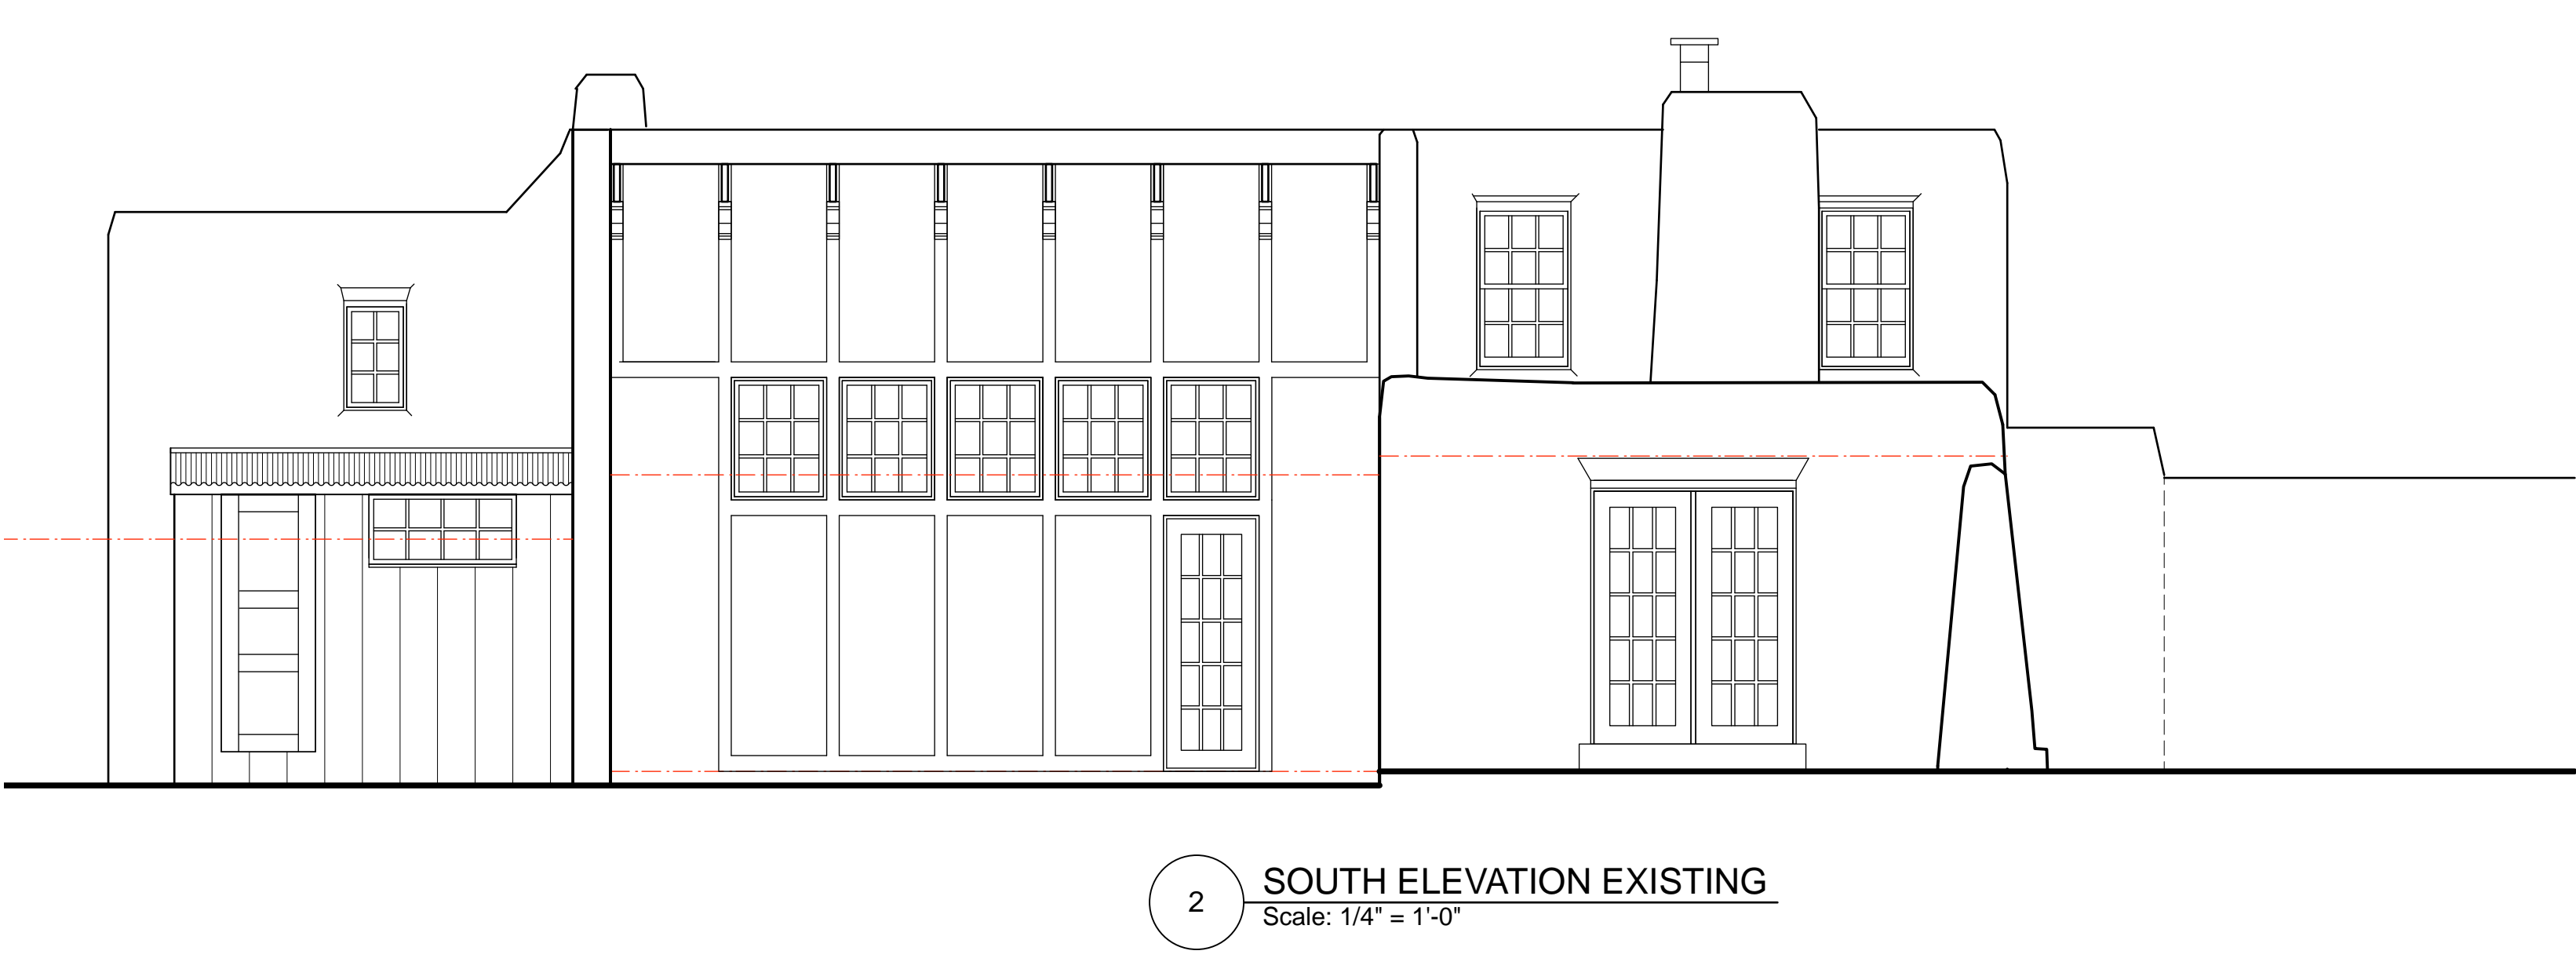 2
SOUTH ELEVATION EXISTING
Scale: 1/4" = 1'-0"